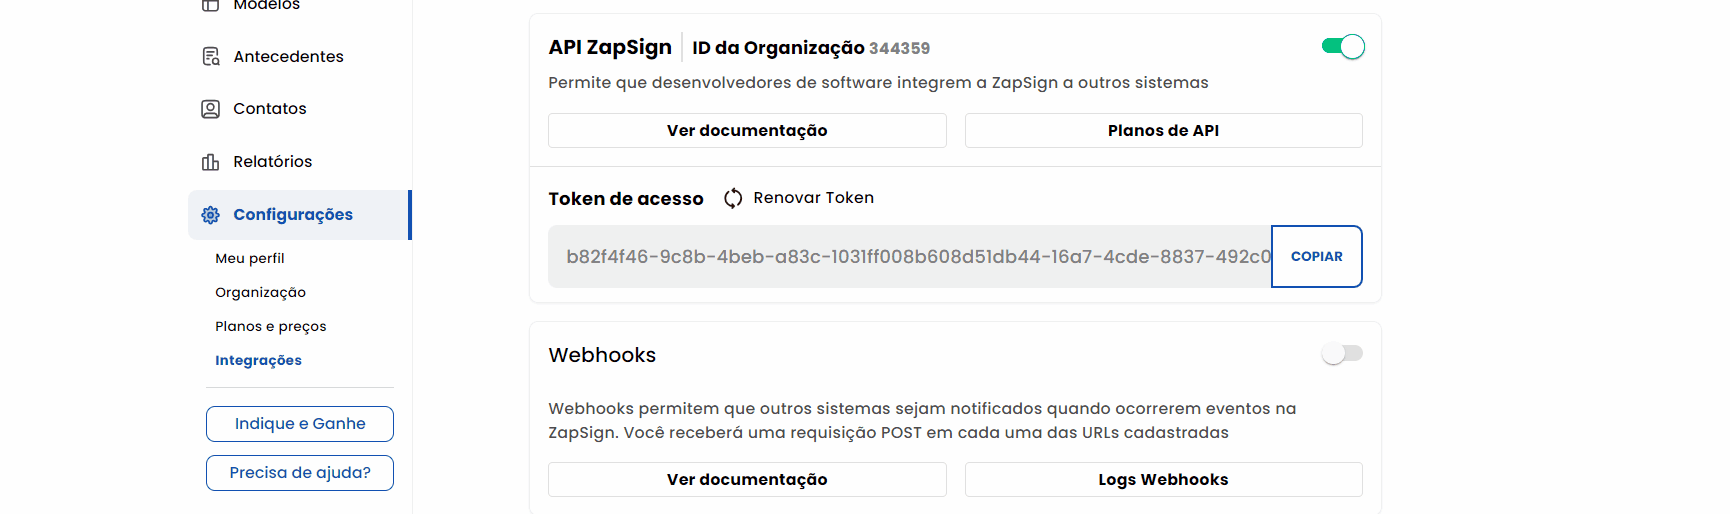 Modelos
Antecedentes
Contatos
Relatórios
Configurações
Meu perfil
Organização
Planos e preços
Integrações
Indique e Ganhe
Precisa de ajuda?
API ZapSign | ID da Organização 344359
Permite que desenvolvedores de software integrem a ZapSign a outros sistemas
Ver documentação
Planos de API
Token de acesso
Renovar Token
b82f4f46-9c8b-4beb-a83c-1031ff008b608d51db44-16a7-4cde-8837-492c0
COPIAR
Webhooks
Webhooks permitem que outros sistemas sejam notificados quando ocorrerem eventos na
ZapSign. Você receberá uma requisição POST em cada uma das URLs cadastradas
Ver documentação
Logs Webhooks